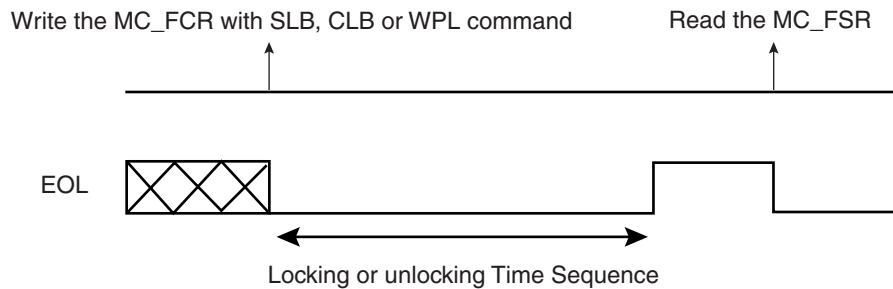 Write the MC_FCR with SLB, CLB or WPL command
Read the MC_FSR
EOL
Locking or unlocking Time Sequence